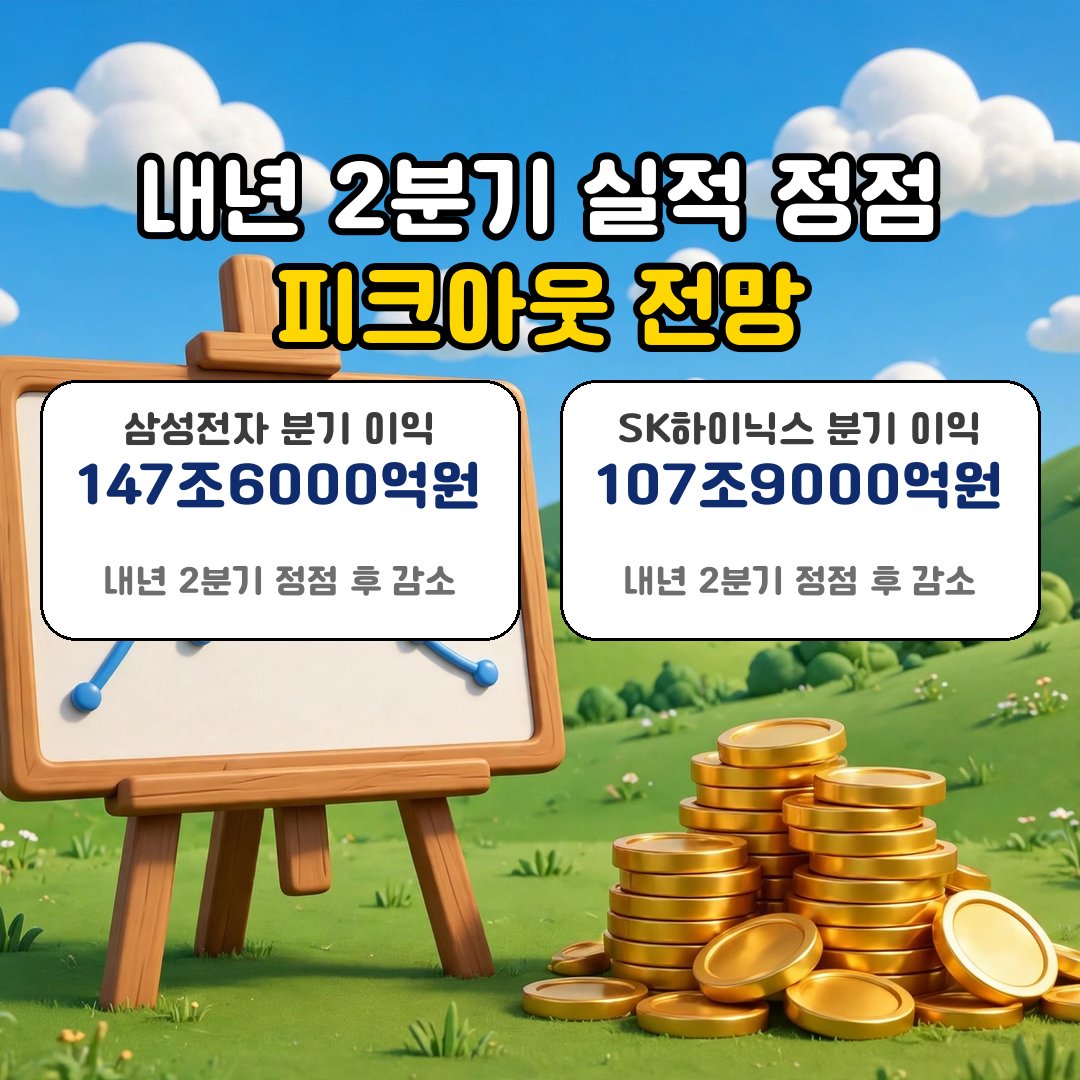 내년 2분기 실적 정점
피크아웃 전망
삼성전자 분기 이익
147조6000억원
내년 2분기 정점 후 감소
SK하이닉스 분기 이익
107조9000억원
내년 2분기 정점 후 감소